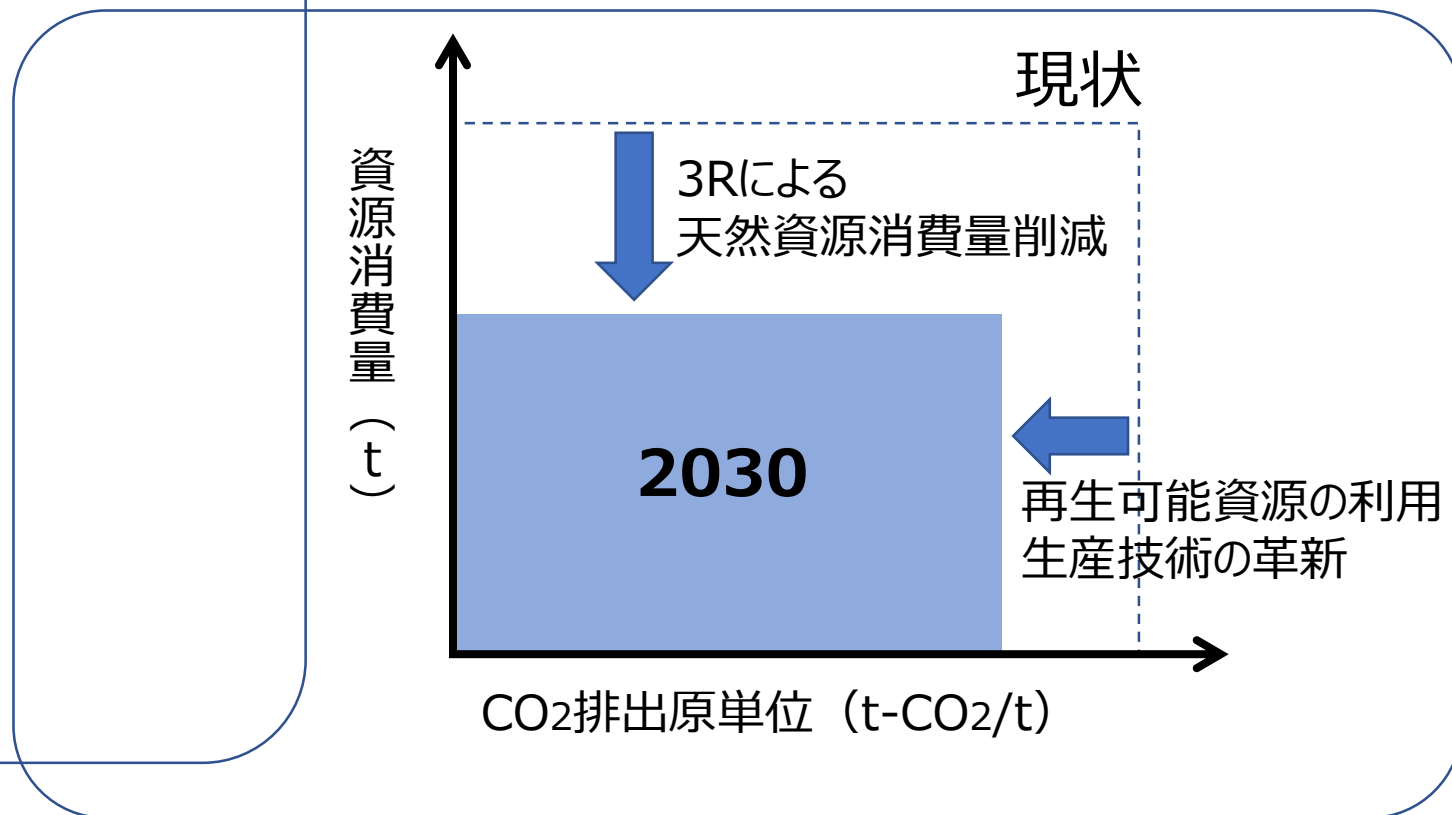 現状
3Rによる
天然資源消費量削減
資源消費量（t）
2030
再生可能資源の利用
生産技術の革新
CO2排出原単位（t-CO2/t）